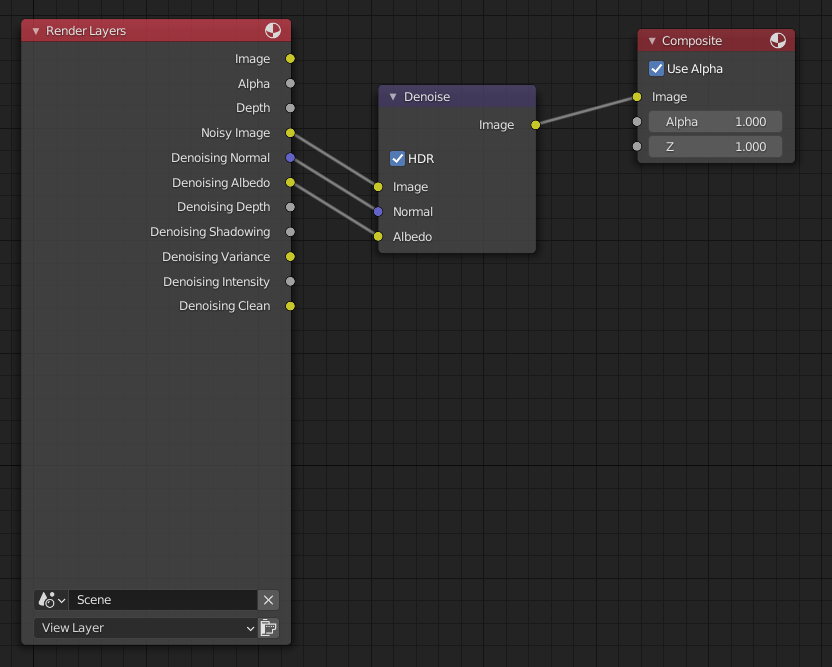 Render Layers
Image
Alpha
Depth
Noisy Image
Denoising Normal
Denoising Albedo
Denoising Depth
Denoising Shadowing
Denoising Variance
Denoising Intensity
Denoising Clean
Scene
View Layer
Denoise
Image
HDR
Image
Normal
Albedo
Composite
Use Alpha
Image
Alpha 1.000
Z 1.000